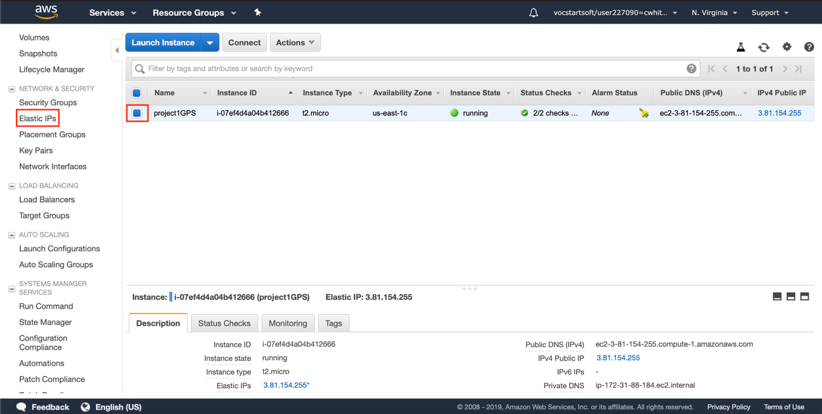 aws Services Resource Groups vocstartsoft/user227090=cwhit... N. Virginia Support
Volumes
Snapshots
Lifecycle Manager
NETWORK & SECURITY
Security Groups
Elastic IPs
Placement Groups
Key Pairs
Network Interfaces
LOAD BALANCING
Load Balancers
Target Groups
AUTO SCALING
Launch Configurations
Auto Scaling Groups
SYSTEMS MANAGER
SERVICES
Run Command
State Manager
Configuration
Compliance
Automations
Patch Compliance
Launch Instance Connect Actions
Filter by tags and attributes or search by keyword 1 to 1 of 1
Name Instance ID Instance Type Availability Zone Instance State Status Checks Alarm Status Public DNS (IPv4) IPv4 Public IP
project1GPS i-07ef4d4a04b412666 t2.micro us-east-1c running 2/2 checks ... None ec2-3-81-154-255.com... 3.81.154.255
Instance: i-07ef4d4a04b412666 (project1GPS) Elastic IP: 3.81.154.255
Description Status Checks Monitoring Tags
Instance ID i-07ef4d4a04b412666 Public DNS (IPv4) ec2-3-81-154-255.compute-1.amazonaws.com
Instance state running IPv4 Public IP 3.81.154.255
Instance type t2.micro IPv6 IPs -
Elastic IPs 3.81.154.255* Private DNS ip-172-31-88-184.ec2.internal
Feedback English (US) © 2008 - 2019, Amazon Web Services, Inc. or its affiliates. All rights reserved. Privacy Policy Terms of Use